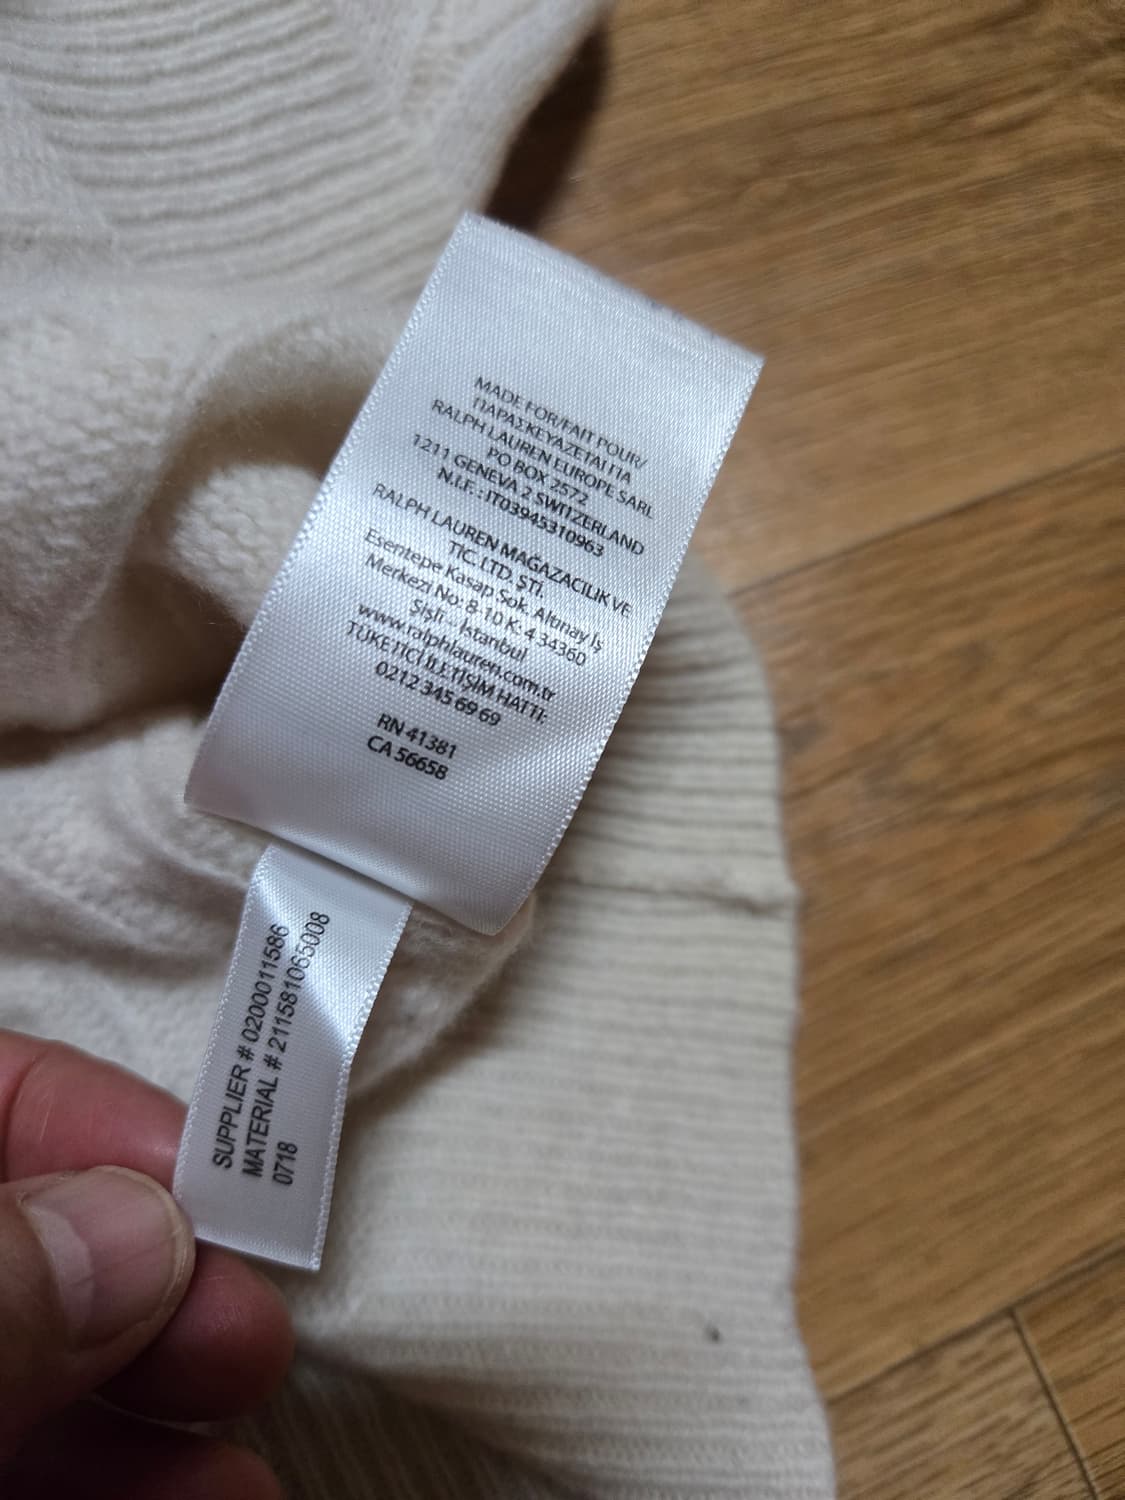 MADE FOR/FAIT POUR/
ΠΑΡΑΣΚΕΥΑΖΕΤΑΙ ΓΙΑ
RALPH LAUREN EUROPE SARL
PO BOX 2572
1211 GENEVA 2 SWITZERLAND
N.I.F. : IT03945310963
RALPH LAUREN MAĞAZACILIK VE
TİC. LTD. ŞTİ.
Esentepe Kasap Sok. Altınay İş
Merkezi No: 8-10 K: 4 34360
Şişli - İstanbul
www.ralphlauren.com.tr
TÜKETİCİ İLETİŞİM HATTI:
0212 345 69 69
RN 41381
CA 56658
SUPPLIER # 0200011586
MATERIAL # 211581065008
0718